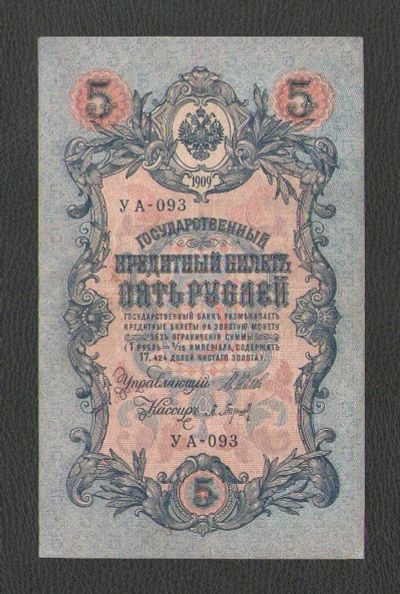 5 5
1909
УА-093
ГОСУДАРСТВЕННЫЙ
КРЕДИТНЫЙ БИЛЕТЪ
ПЯТЬ РУБЛЕЙ
ГОСУДАРСТВЕННЫЙ БАНКЪ РАЗМѢНИВАЕТЪ
КРЕДИТНЫЕ БИЛЕТЫ НА ЗОЛОТУЮ МОНЕТУ
БЕЗЪ ОГРАНИЧЕНІЯ СУММЫ
(1 РУБЛЬ = 1/15 ИМПЕРІАЛА, СОДЕРЖИТЪ
17,424 ДОЛЕЙ ЧИСТАГО ЗОЛОТА).
Управляющій
Кассиръ
УА-093
5